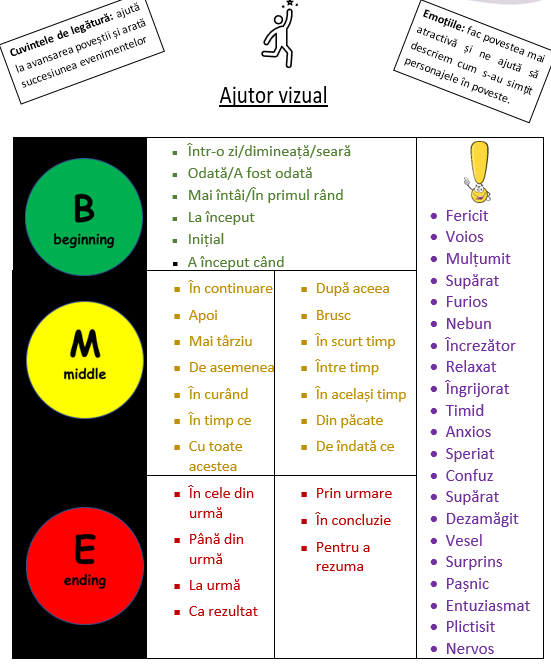 Cuvintele de legătură: ajută
la avansarea poveștii și arată
succesiunea evenimentelor
Emoțiile: fac povestea mai
atractivă și ne ajută să
descriem cum s-au simțit
personajele în poveste.
Ajutor vizual
B
beginning
Într-o zi/dimineață/seară
Odată/A fost odată
Mai întâi/În primul rând
La început
Inițial
A început când
M
middle
În continuare
Apoi
Mai târziu
De asemenea
În curând
În timp ce
Cu toate
acestea
După aceea
Brusc
În scurt timp
Între timp
În același timp
Din păcate
De îndată ce
E
ending
În cele din
urmă
Până din
urmă
La urmă
Ca rezultat
Prin urmare
În concluzie
Pentru a
rezuma
Fericit
Voios
Mulțumit
Supărat
Furios
Nebun
Încrezător
Relaxat
Îngrijorat
Timid
Anxios
Speriat
Confuz
Supărat
Dezamăgit
Vesel
Surprins
Pașnic
Entuziasmat
Plictisit
Nervos